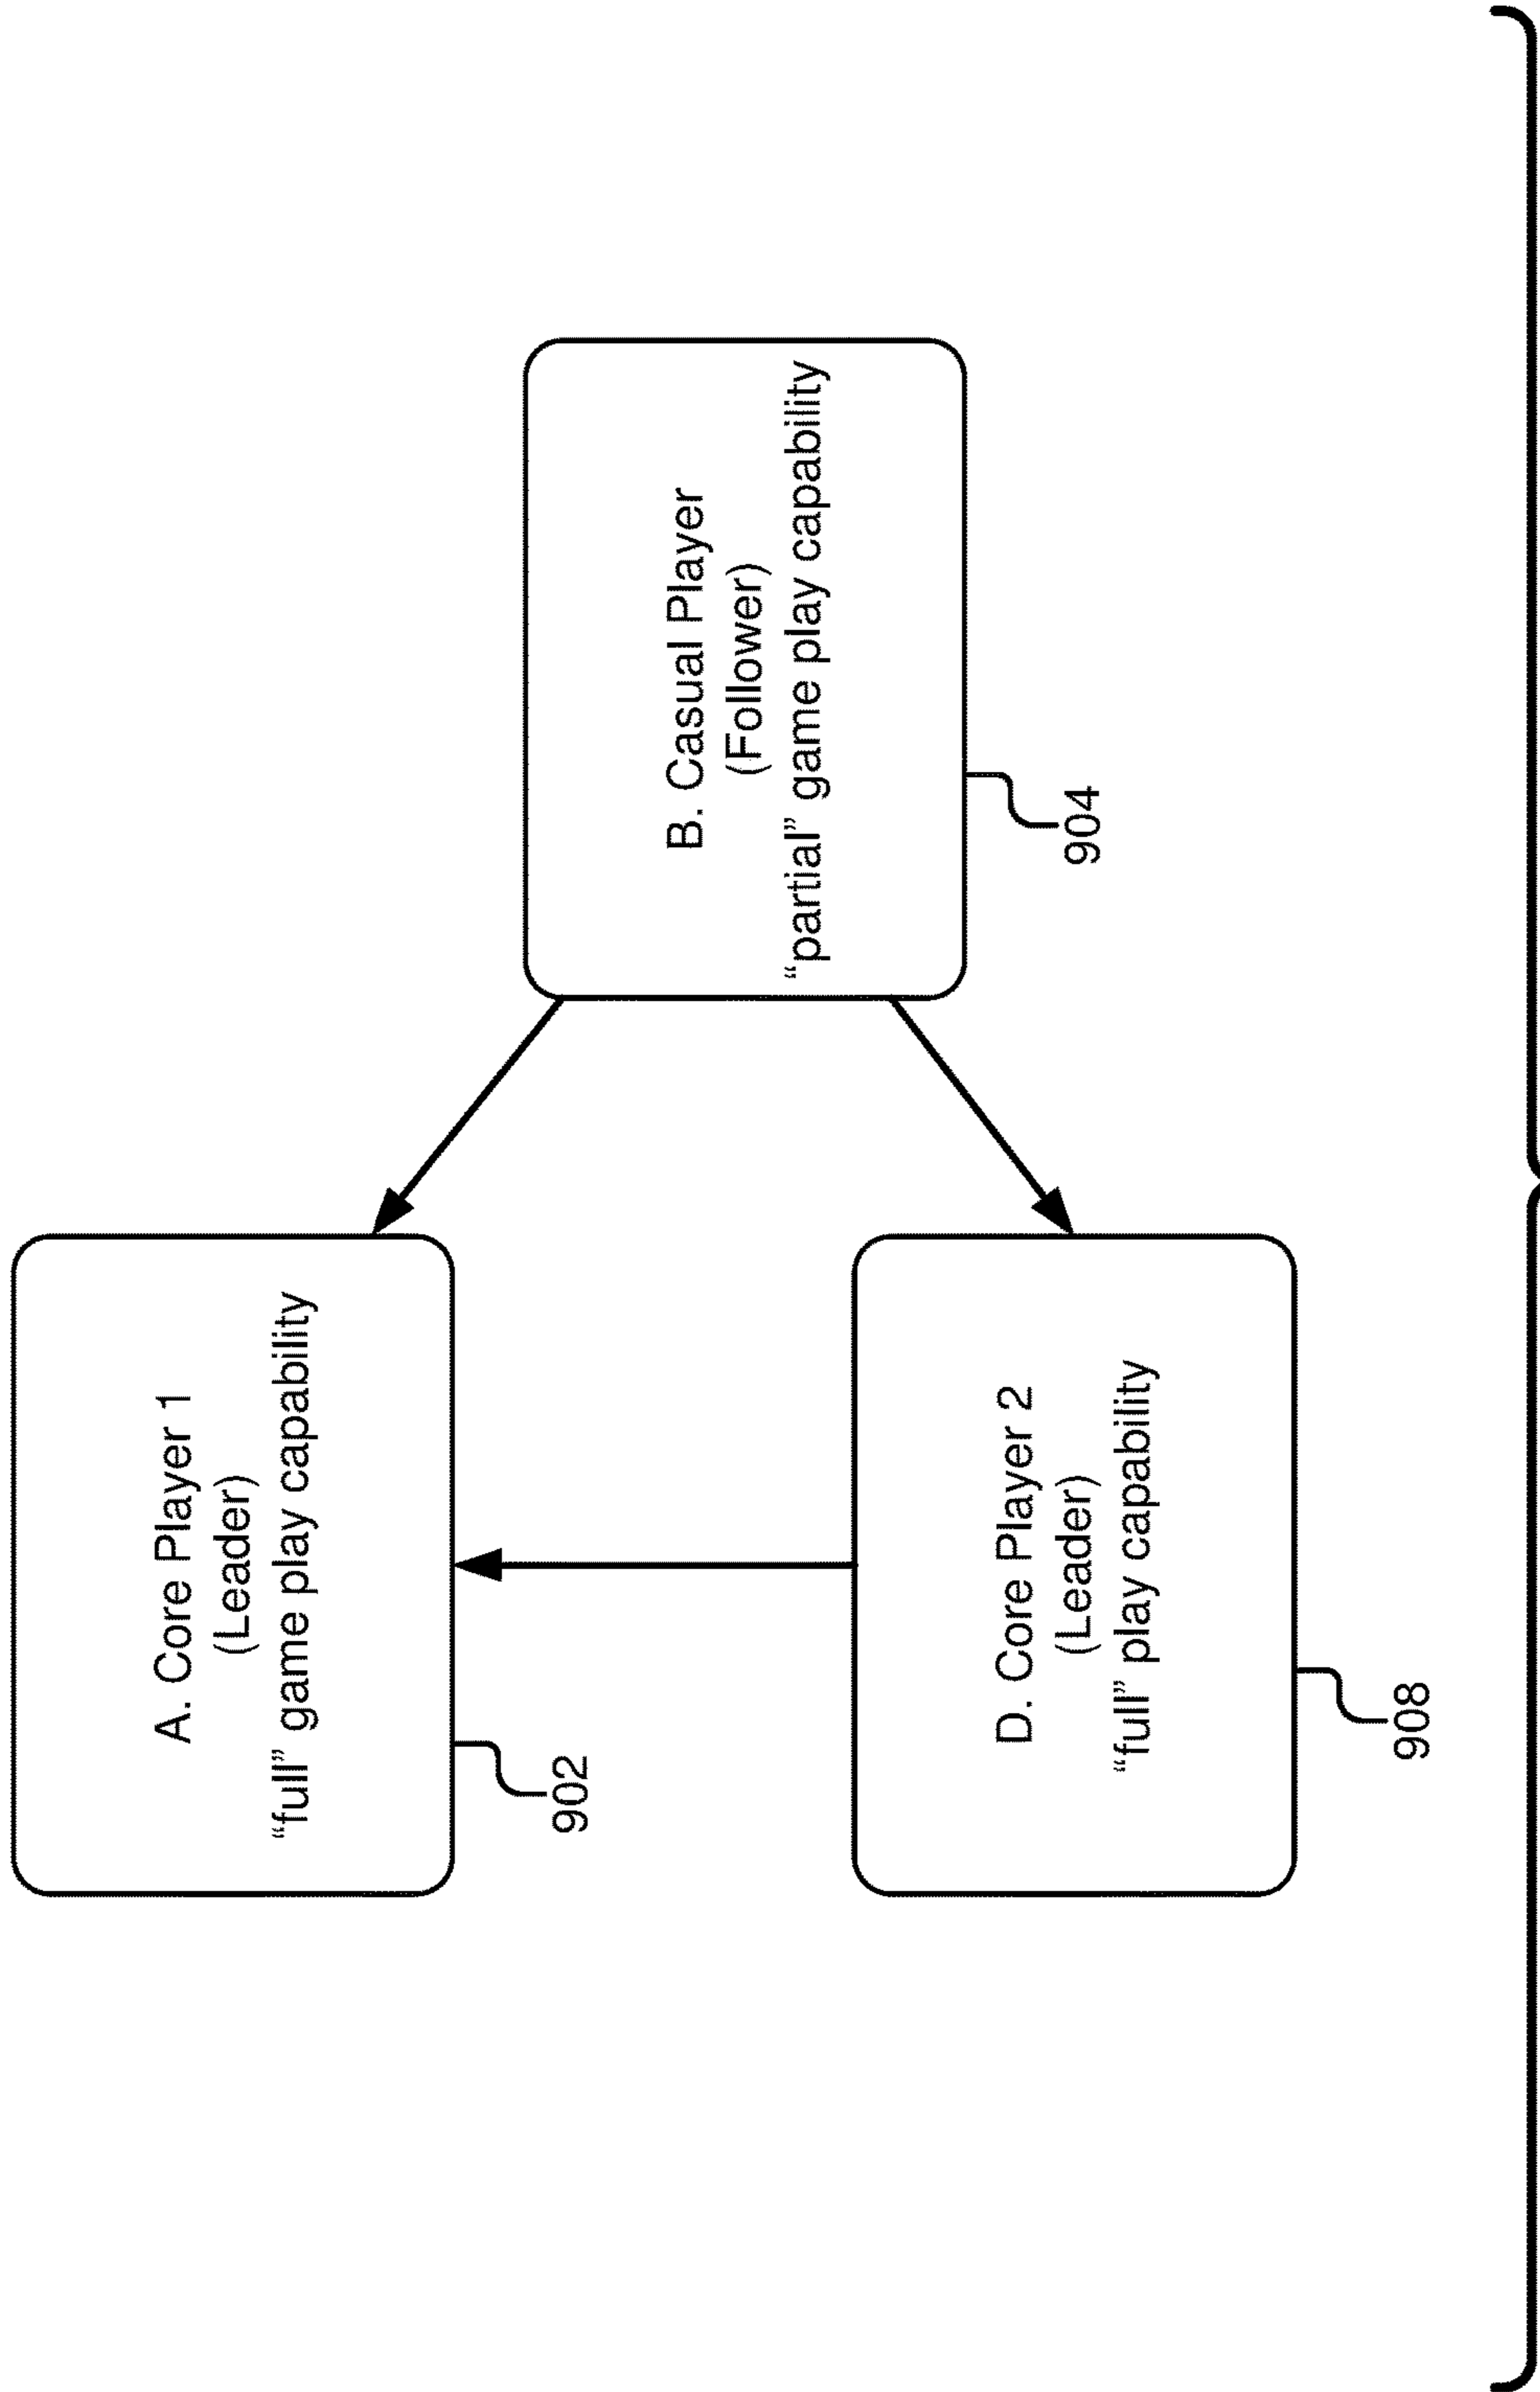 A. Core Player 1
(Leader)
“full” game play capability
902
B. Casual Player
(Follower)
“partial” game play capability
904
D. Core Player 2
(Leader)
“full” play capability
908